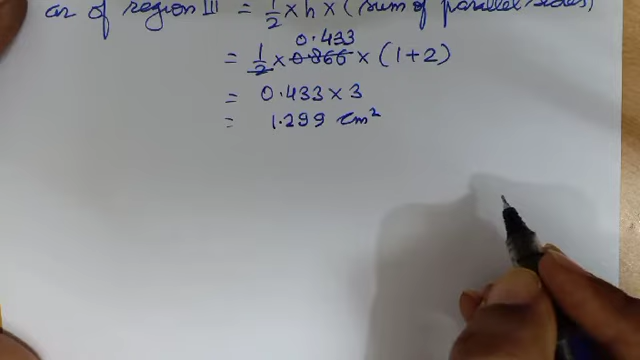 ar of region III = 1/2 × h × (sum of parallel sides)
0.433
= 1/2 × 0.866 × (1+2)
= 0.433 × 3
= 1.299 cm²